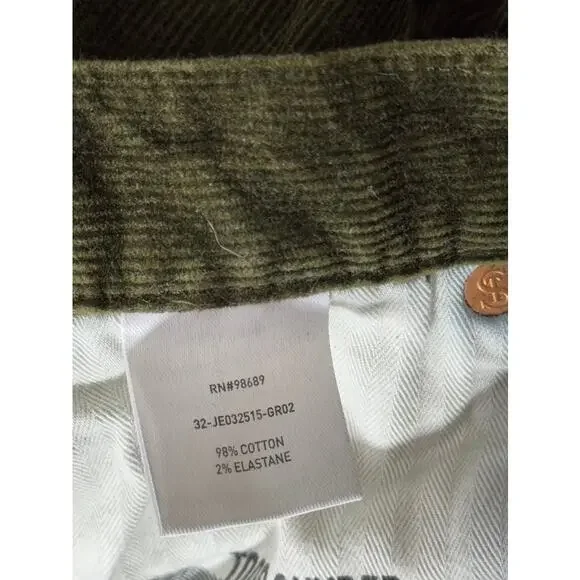 RN#98689
32-JE032515-GR02
98% COTTON
2% ELASTANE